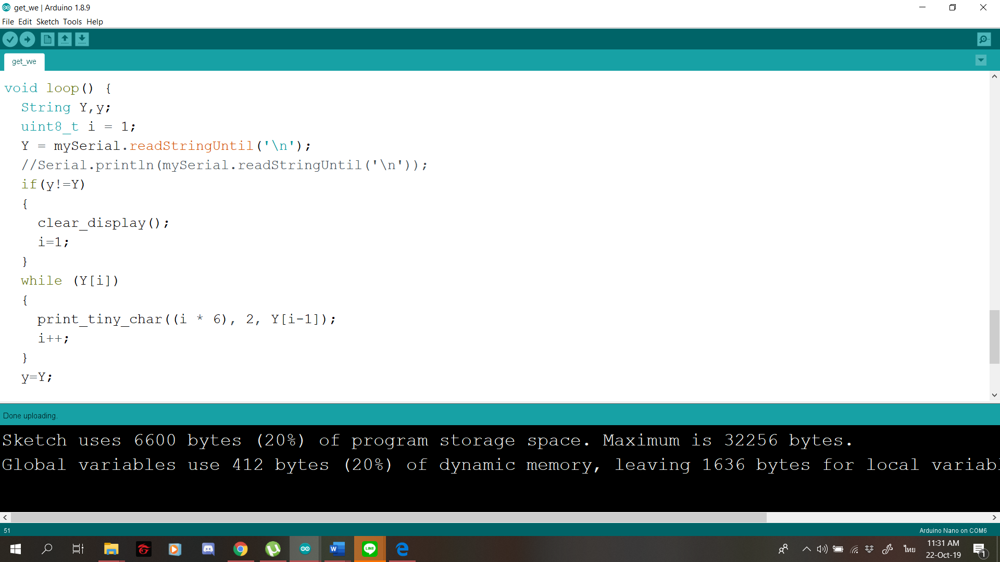 get_we | Arduino 1.8.9
File Edit Sketch Tools Help
get_we
void loop() {
  String Y,y;
  uint8_t i = 1;
  Y = mySerial.readStringUntil('\n');
  //Serial.println(mySerial.readStringUntil('\n'));
  if(y!=Y)
  {
    clear_display();
    i=1;
  }
  while (Y[i])
  {
    print_tiny_char((i * 6), 2, Y[i-1]);
    i++;
  }
  y=Y;
Done uploading.
Sketch uses 6600 bytes (20%) of program storage space. Maximum is 32256 bytes.
Global variables use 412 bytes (20%) of dynamic memory, leaving 1636 bytes for local variabl
51
Arduino Nano on COM6
W
LINE
ไทย
11:31 AM
22-Oct-19
1